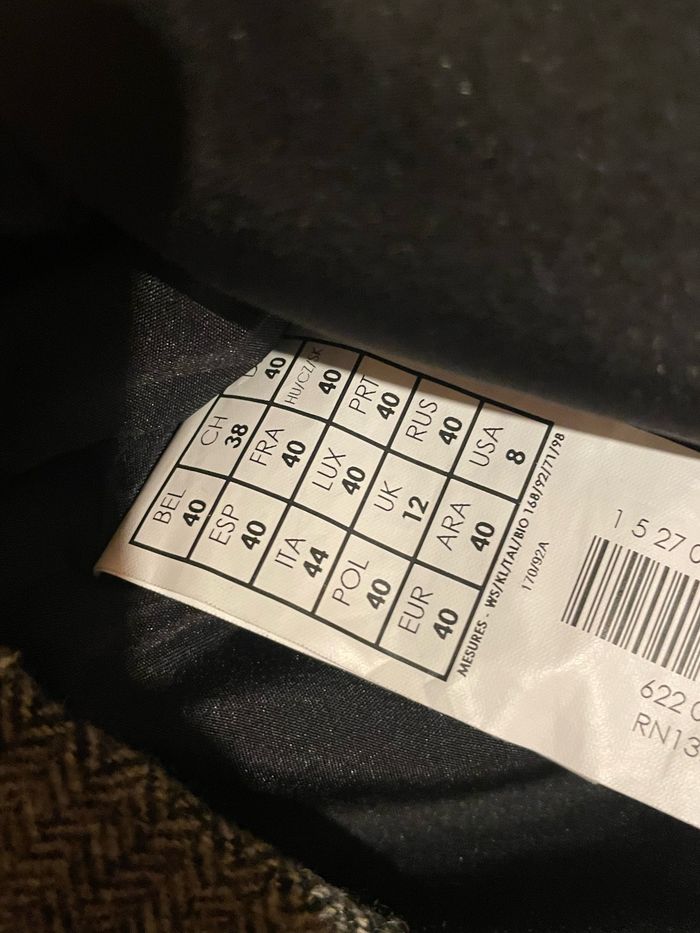 BEL CH
40 38 40
ESP FRA HU/CZ/SK
40 40 40
ITA LUX PRT
44 40 40
POL UK RUS
40 12 40
EUR ARA USA
40 40 8
MESURES - WS/KL/TAL/BIO 168/92/71/98
170/92A
1 5 27 0
622
RN13